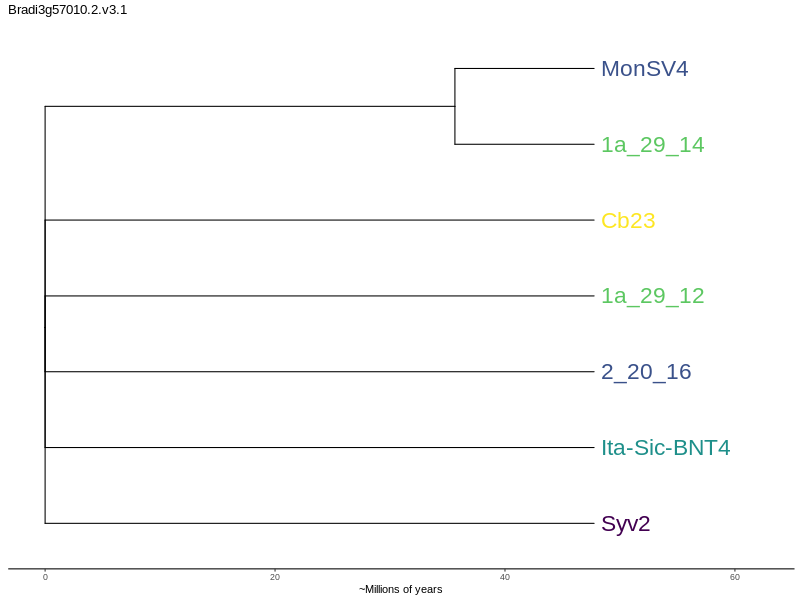 Bradi3g57010.2.v3.1
MonSV4
1a_29_14
Cb23
1a_29_12
2_20_16
Ita-Sic-BNT4
Syv2
0 20 40 60
~Millions of years